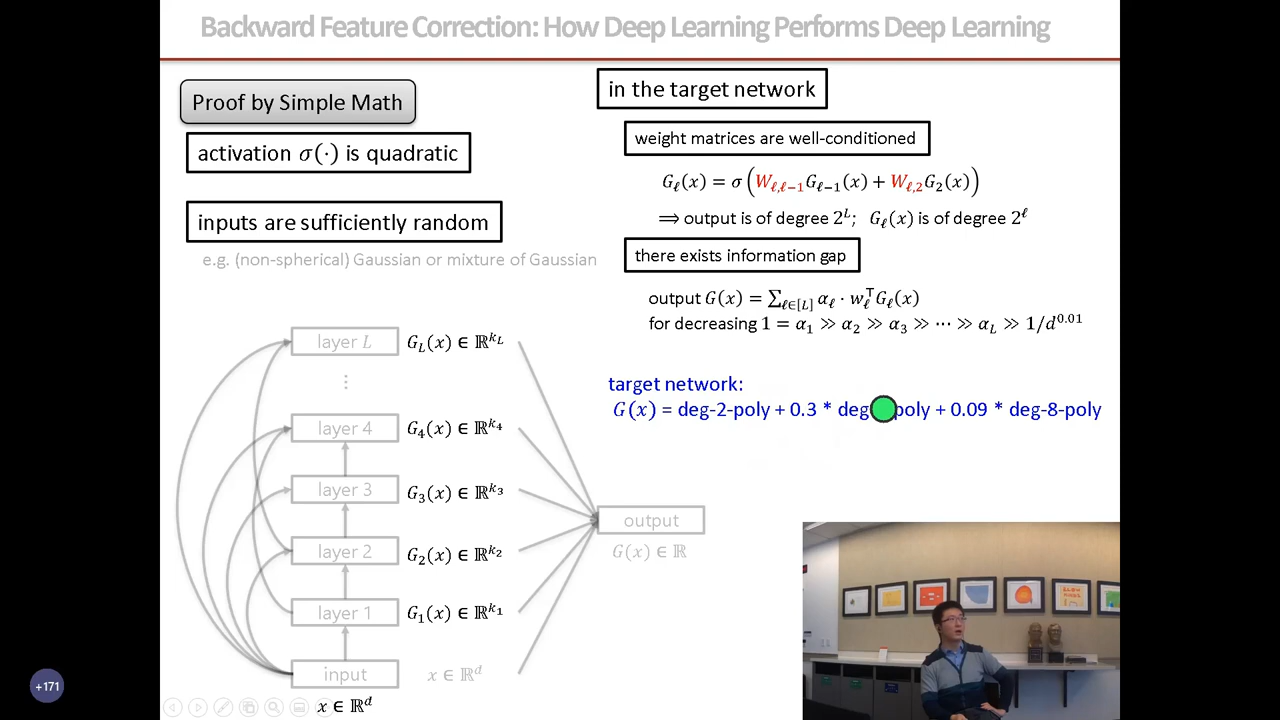 Backward Feature Correction: How Deep Learning Performs Deep Learning
Proof by Simple Math
activation σ(·) is quadratic
inputs are sufficiently random
e.g. (non-spherical) Gaussian or mixture of Gaussian
in the target network
weight matrices are well-conditioned
G_ℓ(x) = σ(W_{ℓ,ℓ−1}G_{ℓ−1}(x) + W_{ℓ,2}G_2(x))
⟹ output is of degree 2^L; G_ℓ(x) is of degree 2^ℓ
there exists information gap
output G(x) = ∑_{ℓ∈[L]} α_ℓ · w_ℓ^⊤ G_ℓ(x)
for decreasing 1 = α_1 ≫ α_2 ≫ α_3 ≫ ⋯ ≫ α_L ≫ 1/d^{0.01}
target network:
G(x) = deg-2-poly + 0.3 * deg poly + 0.09 * deg-8-poly
layer L G_L(x) ∈ ℝ^{k_L}
⋮
layer 4 G_4(x) ∈ ℝ^{k_4}
layer 3 G_3(x) ∈ ℝ^{k_3}
layer 2 G_2(x) ∈ ℝ^{k_2}
layer 1 G_1(x) ∈ ℝ^{k_1}
input x ∈ ℝ^d
x ∈ ℝ^d
output
G(x) ∈ ℝ
+171